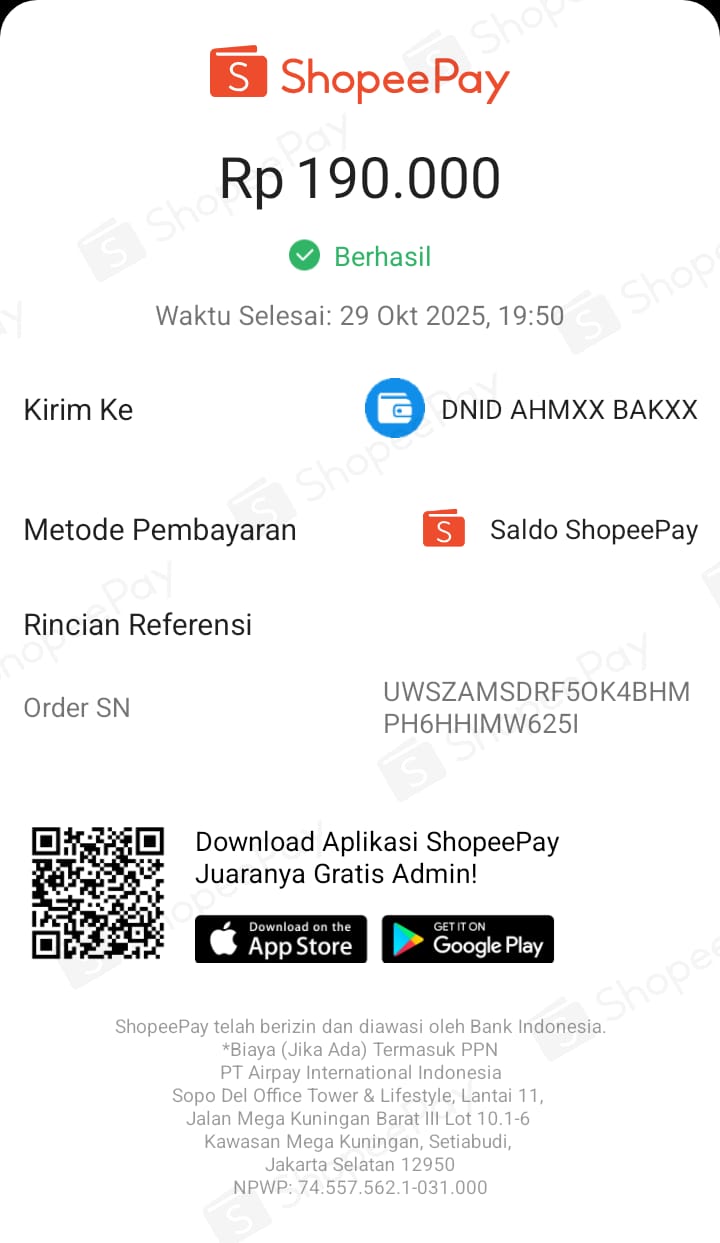 ShopeePay
Rp 190.000
Berhasil
Waktu Selesai: 29 Okt 2025, 19:50
Kirim Ke
DNID AHMXX BAKXX
Metode Pembayaran
Saldo ShopeePay
Rincian Referensi
Order SN
UWSZAMSDRF5OK4BHM
PH6HHIMW625I
Download Aplikasi ShopeePay
Juaranya Gratis Admin!
Download on the
App Store
GET IT ON
Google Play
ShopeePay telah berizin dan diawasi oleh Bank Indonesia.
*Biaya (Jika Ada) Termasuk PPN
PT Airpay International Indonesia
Sopo Del Office Tower & Lifestyle, Lantai 11,
Jalan Mega Kuningan Barat III Lot 10.1-6
Kawasan Mega Kuningan, Setiabudi,
Jakarta Selatan 12950
NPWP: 74.557.562.1-031.000